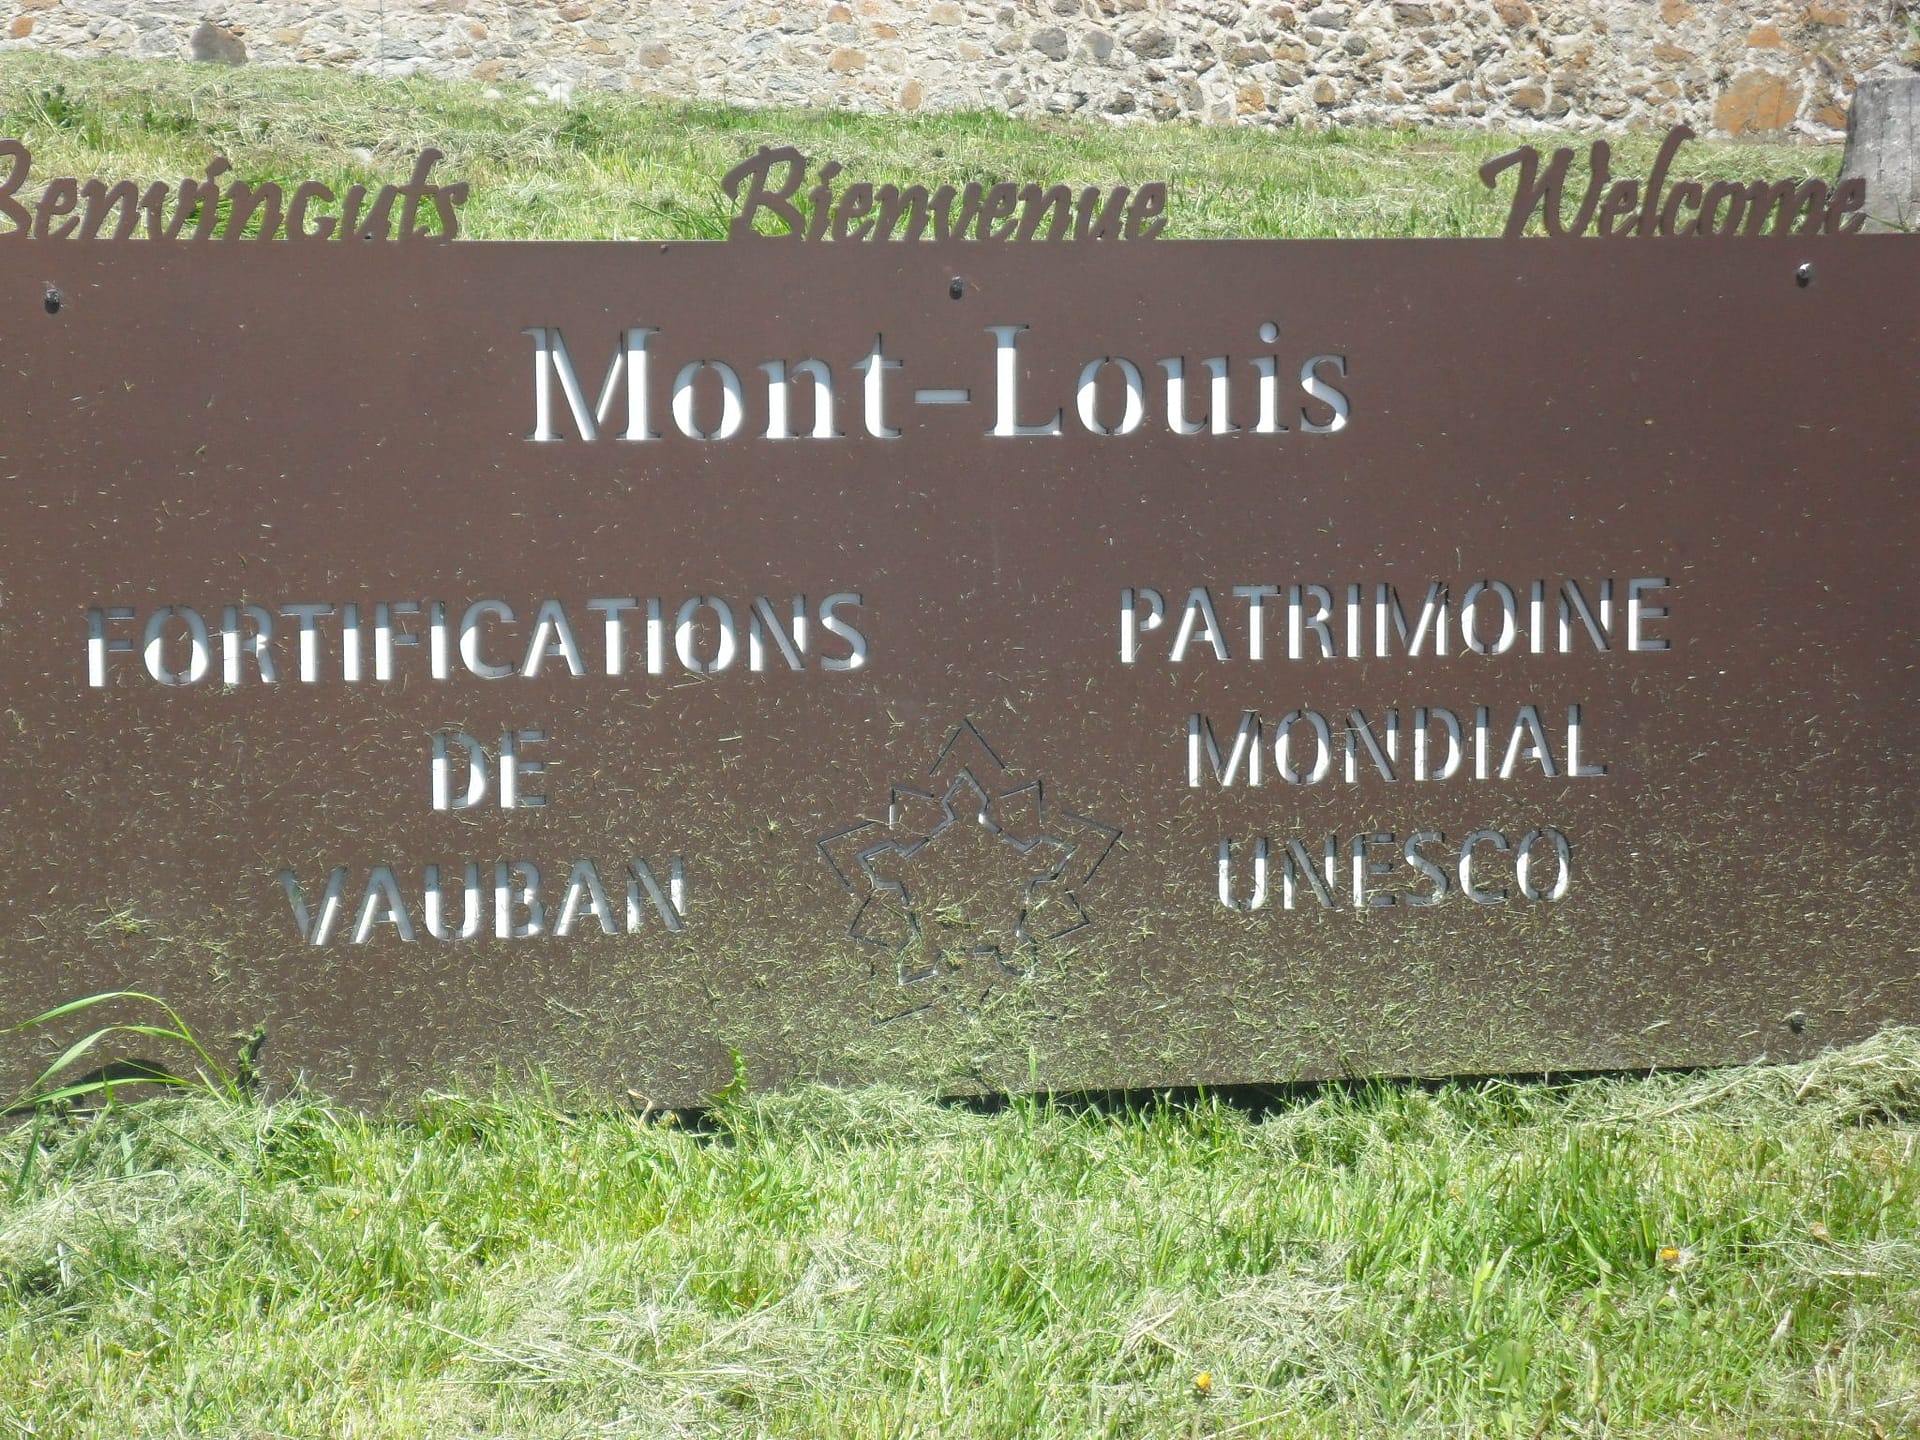 Benvinguts Bienvenue Welcome
Mont-Louis
FORTIFICATIONS
DE
VAUBAN
PATRIMOINE
MONDIAL
UNESCO